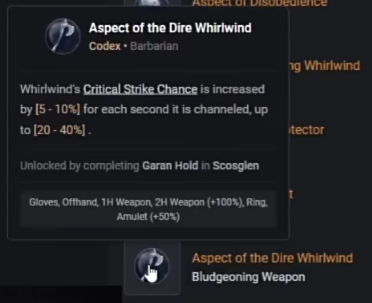 Aspect of Disobedience
Aspect of the Dire Whirlwind
Codex • Barbarian
ng Whirlwind
Whirlwind's Critical Strike Chance is increased
by [5 - 10%] for each second it is channeled, up
to [20 - 40%] .
tector
Unlocked by completing Garan Hold in Scosglen
t
Gloves, Offhand, 1H Weapon, 2H Weapon (+100%), Ring,
Amulet (+50%)
Aspect of the Dire Whirlwind
Bludgeoning Weapon